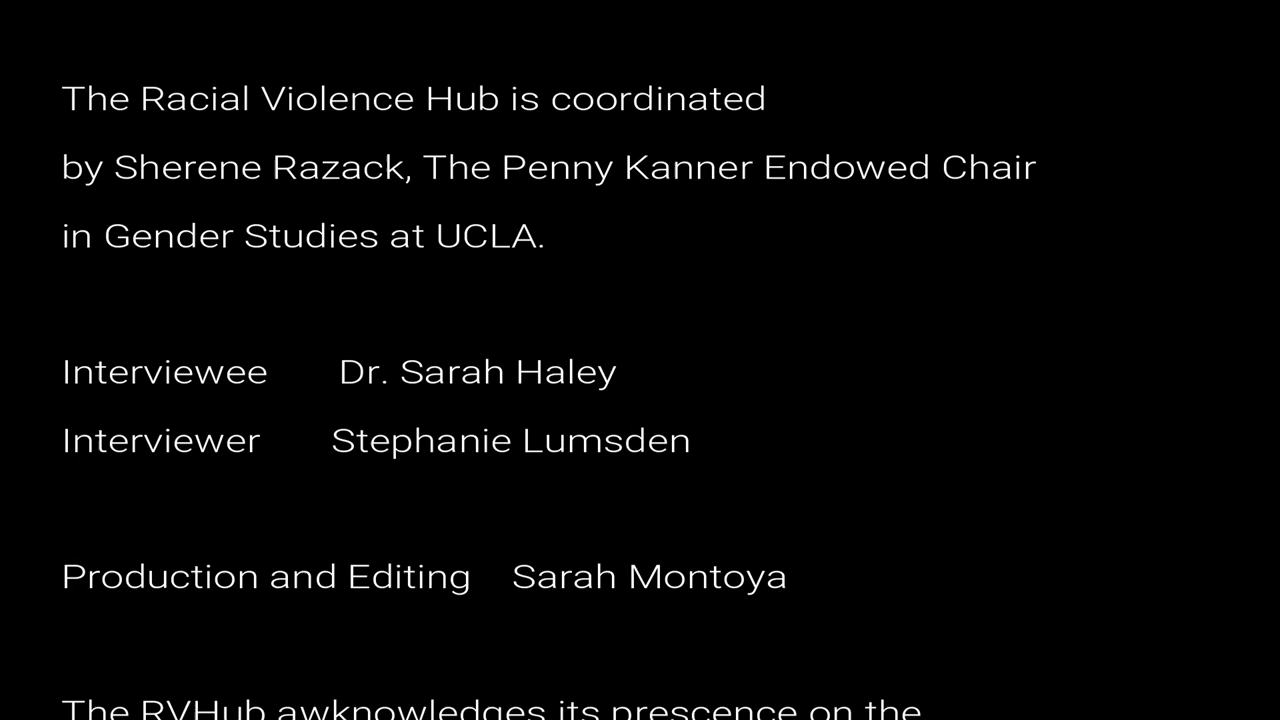 The Racial Violence Hub is coordinated
by Sherene Razack, The Penny Kanner Endowed Chair
in Gender Studies at UCLA.
Interviewee Dr. Sarah Haley
Interviewer Stephanie Lumsden
Production and Editing Sarah Montoya
The RVHub awknowledges its prescence on the